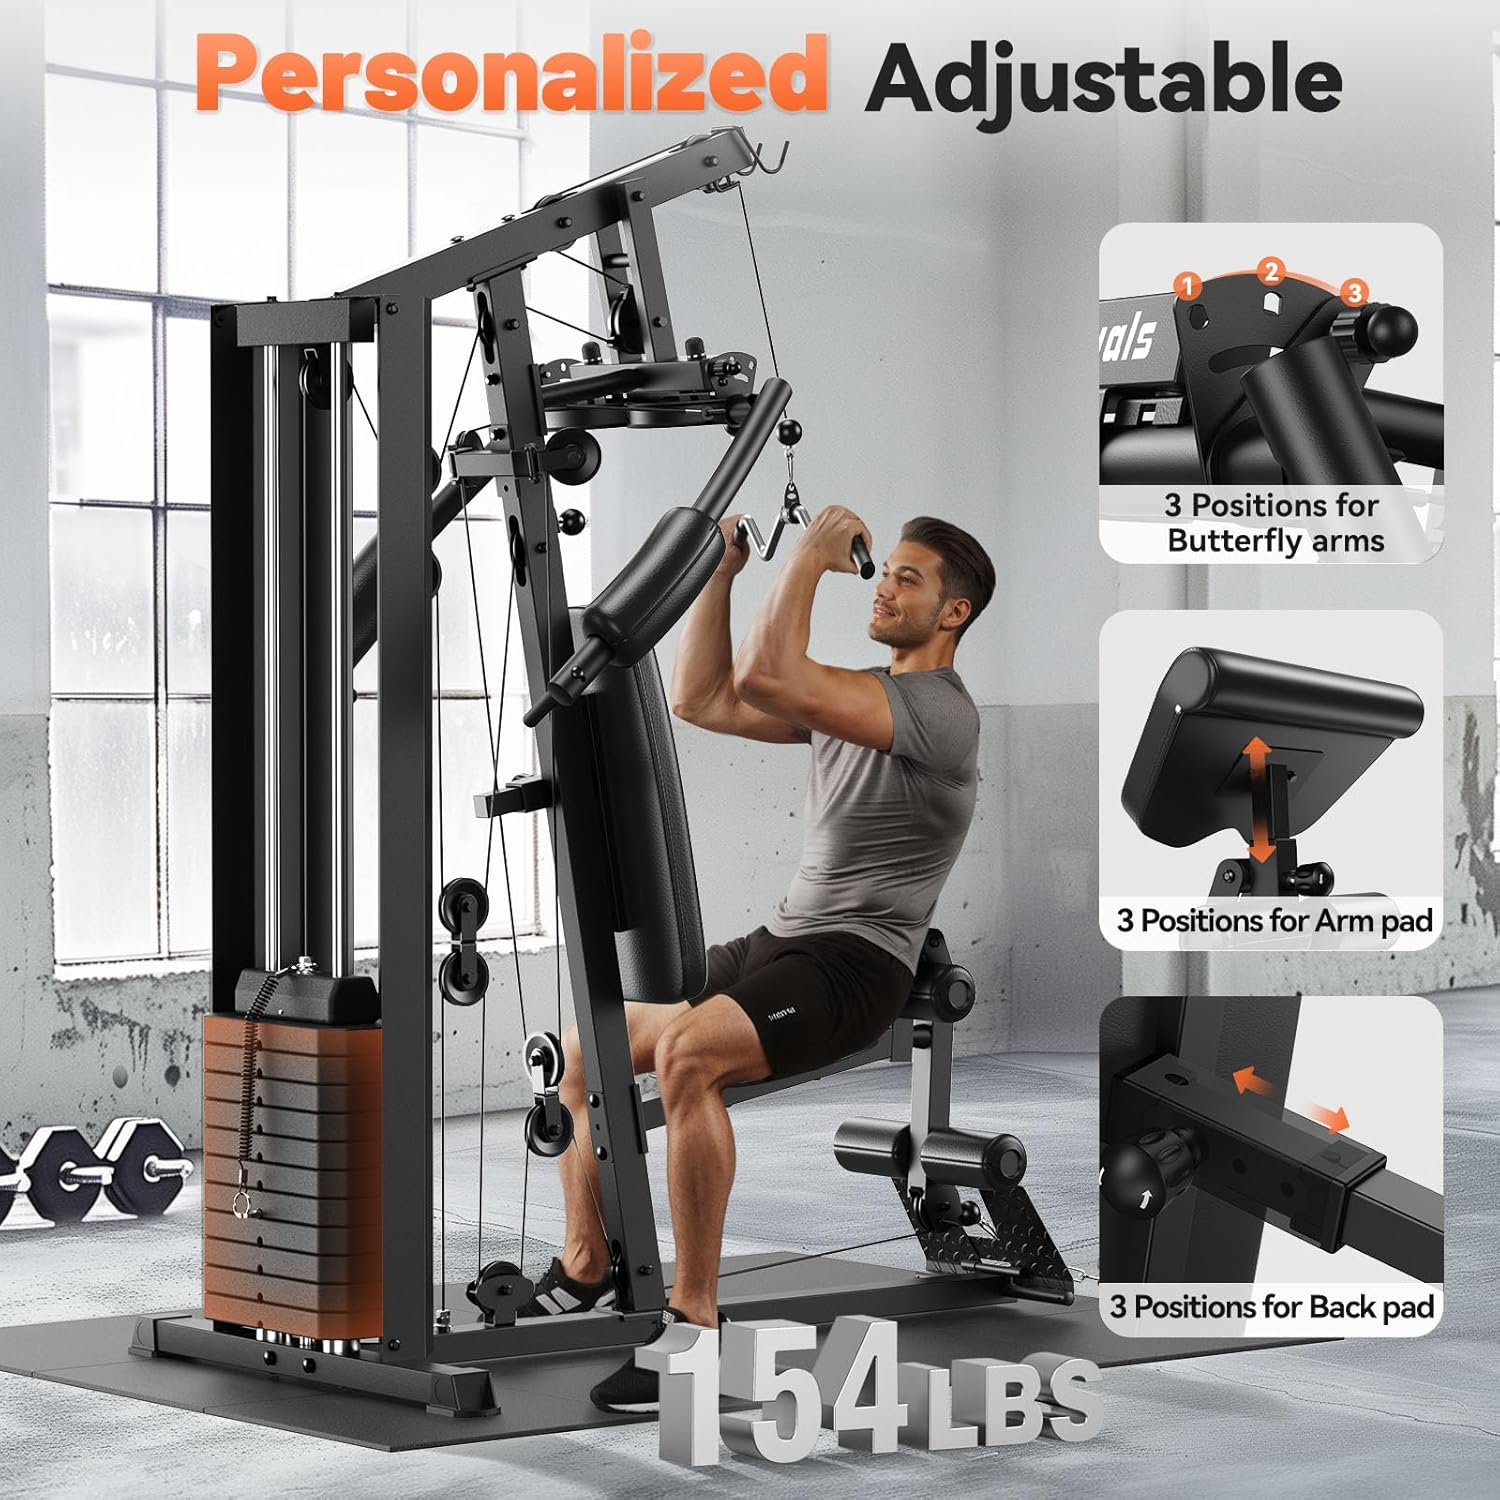 Personalized Adjustable
1 2 3
vals
3 Positions for
Butterfly arms
3 Positions for Arm pad
3 Positions for Back pad
154 LBS